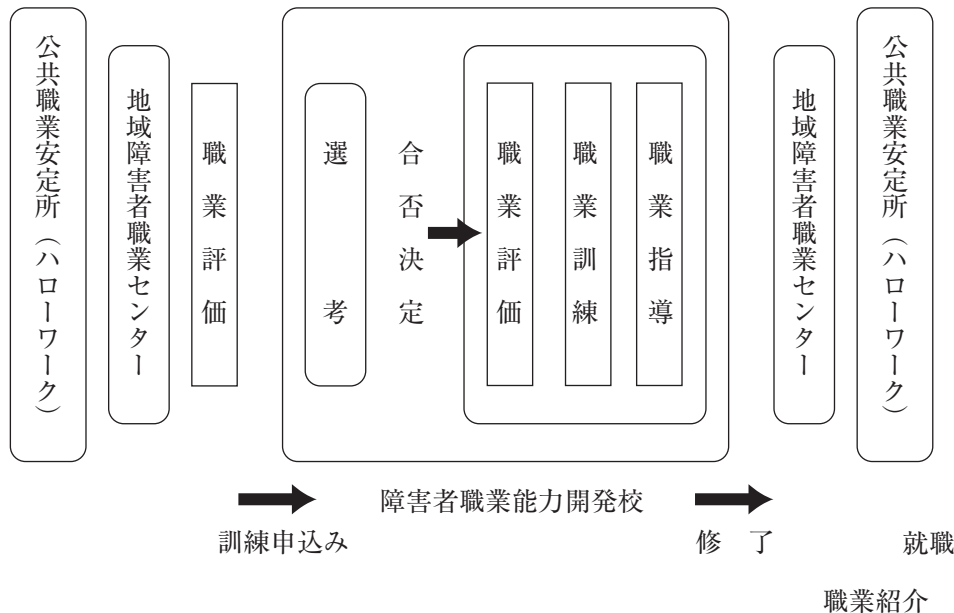 公共職業安定所（ハローワーク）
地域障害者職業センター
職業評価
選考
合否決定
職業評価
職業訓練
職業指導
地域障害者職業センター
公共職業安定所（ハローワーク）
障害者職業能力開発校
訓練申込み
修了
就職
職業紹介